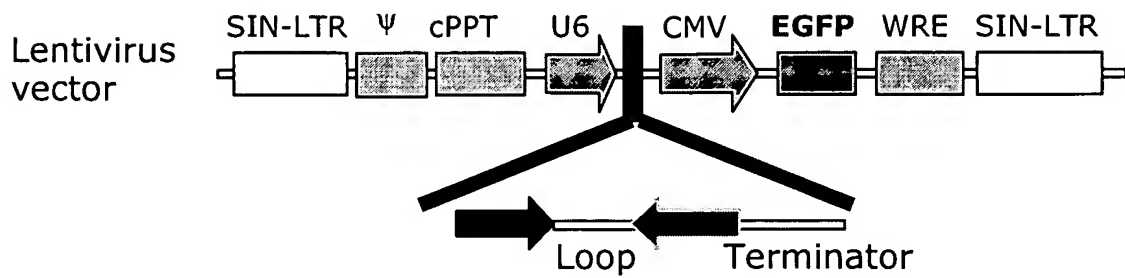 SIN-LTR Ψ cPPT U6 CMV EGFP WRE SIN-LTR
Lentivirus
vector
Loop Terminator